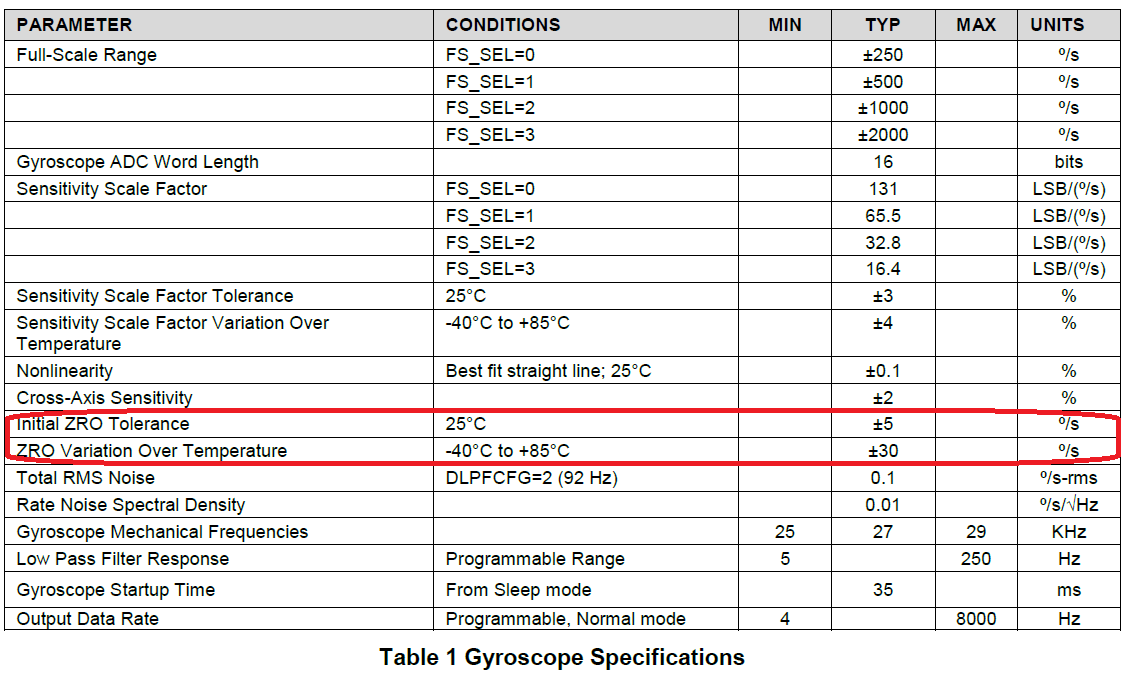 PARAMETER CONDITIONS MIN TYP MAX UNITS
Full-Scale Range FS_SEL=0 ±250 º/s
FS_SEL=1 ±500 º/s
FS_SEL=2 ±1000 º/s
FS_SEL=3 ±2000 º/s
Gyroscope ADC Word Length 16 bits
Sensitivity Scale Factor FS_SEL=0 131 LSB/(º/s)
FS_SEL=1 65.5 LSB/(º/s)
FS_SEL=2 32.8 LSB/(º/s)
FS_SEL=3 16.4 LSB/(º/s)
Sensitivity Scale Factor Tolerance 25°C ±3 %
Sensitivity Scale Factor Variation Over -40°C to +85°C ±4 %
Temperature
Nonlinearity Best fit straight line; 25°C ±0.1 %
Cross-Axis Sensitivity ±2 %
Initial ZRO Tolerance 25°C ±5 º/s
ZRO Variation Over Temperature -40°C to +85°C ±30 º/s
Total RMS Noise DLPFCFG=2 (92 Hz) 0.1 º/s-rms
Rate Noise Spectral Density 0.01 º/s/√Hz
Gyroscope Mechanical Frequencies 25 27 29 KHz
Low Pass Filter Response Programmable Range 5 250 Hz
Gyroscope Startup Time From Sleep mode 35 ms
Output Data Rate Programmable, Normal mode 4 8000 Hz
Table 1 Gyroscope Specifications